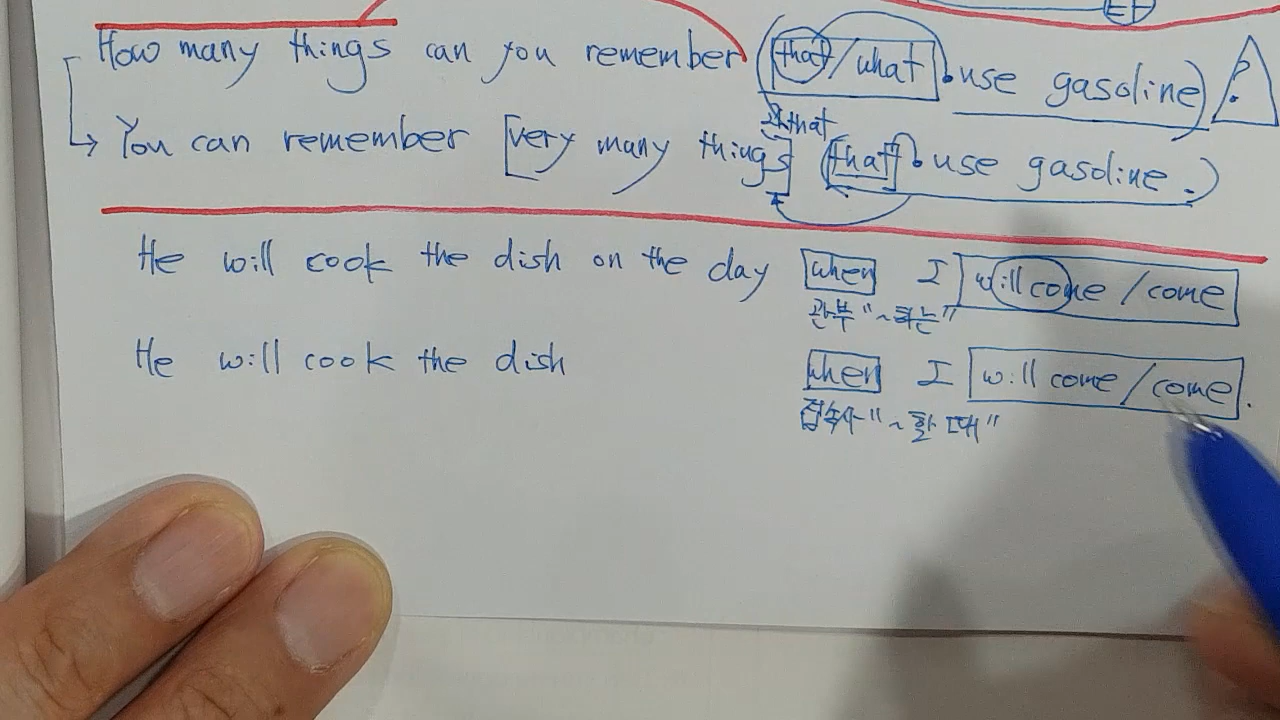 How many things can you remember (that/what use gasoline)?
관 that
You can remember [very many things] (that use gasoline.)
He will cook the dish on the day when I will come / come
관부 "~하는"
He will cook the dish when I will come / come.
접속사 "~할 때"